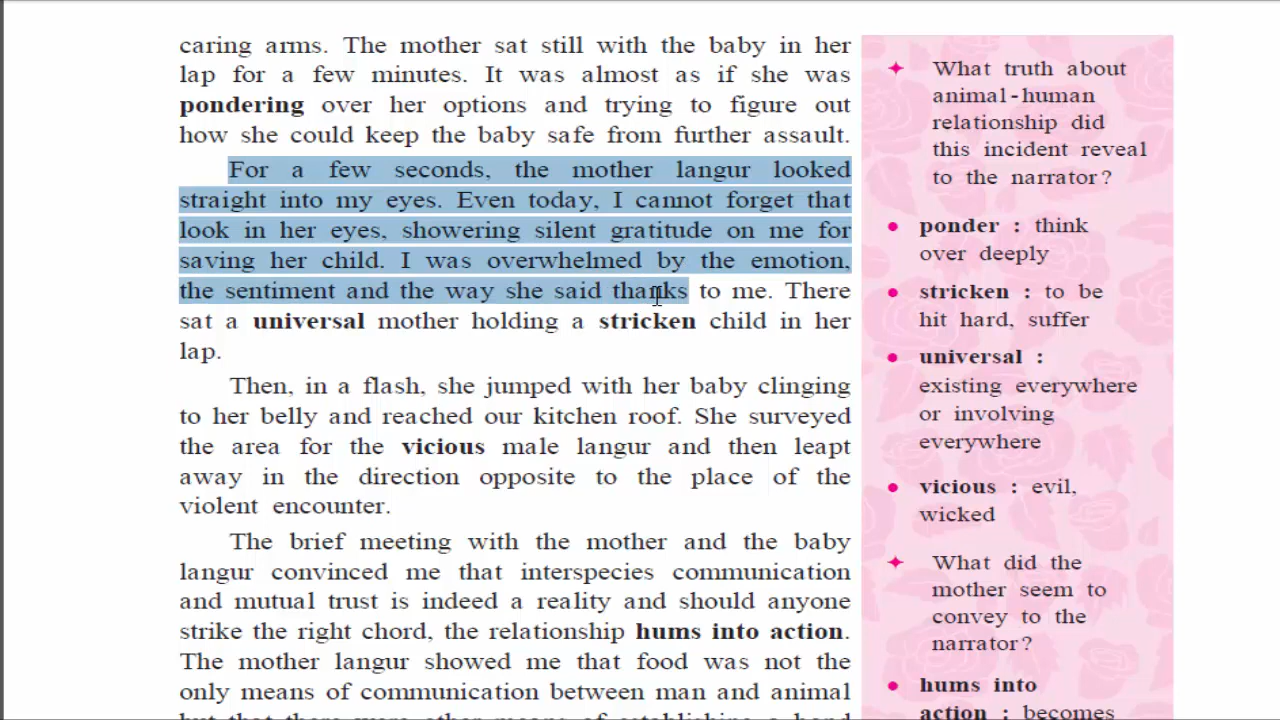 caring arms. The mother sat still with the baby in her
lap for a few minutes. It was almost as if she was
pondering over her options and trying to figure out
how she could keep the baby safe from further assault.
For a few seconds, the mother langur looked
straight into my eyes. Even today, I cannot forget that
look in her eyes, showering silent gratitude on me for
saving her child. I was overwhelmed by the emotion,
the sentiment and the way she said thanks to me. There
sat a universal mother holding a stricken child in her
lap.
Then, in a flash, she jumped with her baby clinging
to her belly and reached our kitchen roof. She surveyed
the area for the vicious male langur and then leapt
away in the direction opposite to the place of the
violent encounter.
The brief meeting with the mother and the baby
langur convinced me that interspecies communication
and mutual trust is indeed a reality and should anyone
strike the right chord, the relationship hums into action.
The mother langur showed me that food was not the
only means of communication between man and animal
but that there were other means of establishing a bond
What truth about
animal-human
relationship did
this incident reveal
to the narrator?
ponder : think
over deeply
stricken : to be
hit hard, suffer
universal :
existing everywhere
or involving
everywhere
vicious : evil,
wicked
What did the
mother seem to
convey to the
narrator?
hums into
action : becomes